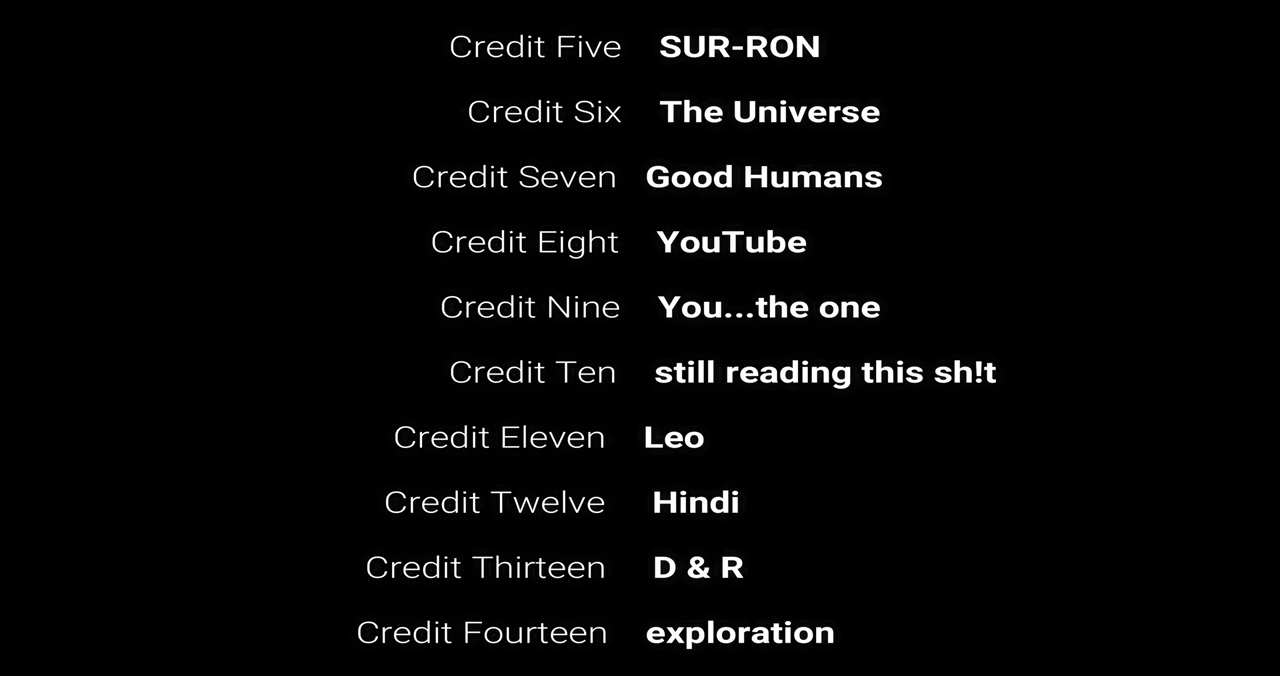 Credit Five SUR-RON
Credit Six The Universe
Credit Seven Good Humans
Credit Eight YouTube
Credit Nine You...the one
Credit Ten still reading this sh!t
Credit Eleven Leo
Credit Twelve Hindi
Credit Thirteen D & R
Credit Fourteen exploration